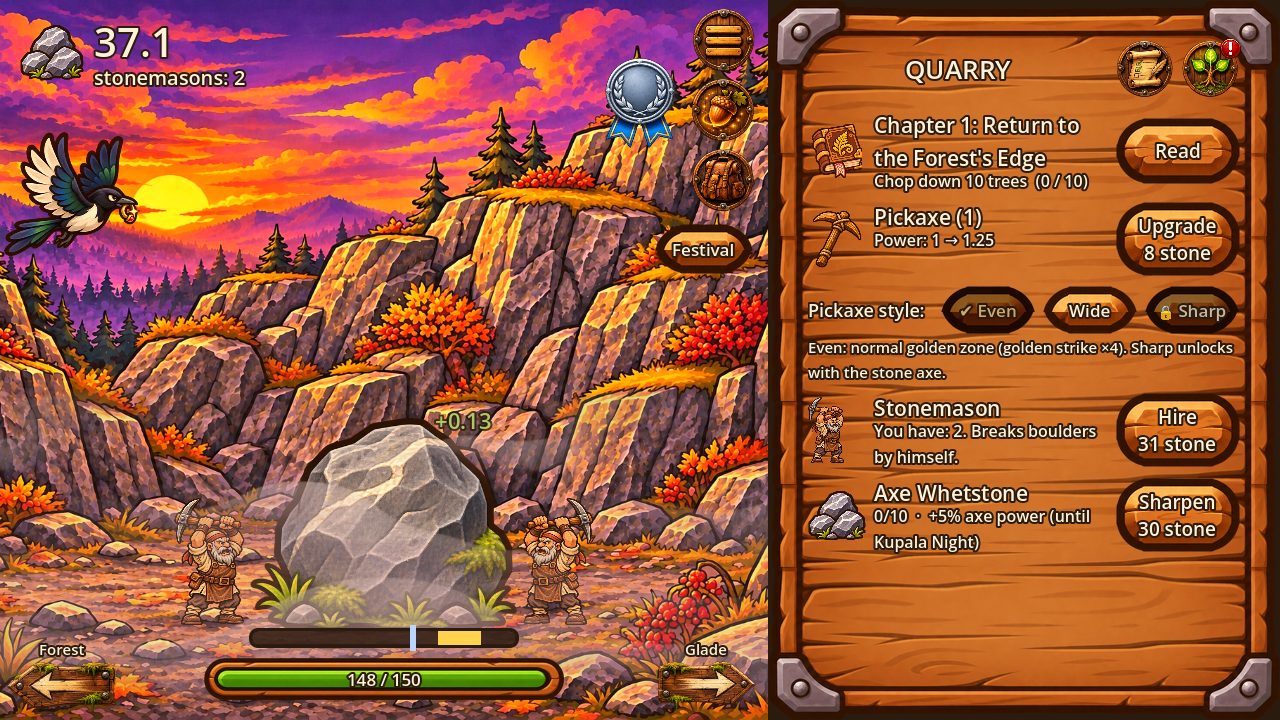 37.1
stonemasons: 2
Festival
+0.13
Forest
Glade
148 / 150
QUARRY
Chapter 1: Return to
the Forest's Edge
Chop down 10 trees (0 / 10)
Read
Pickaxe (1)
Power: 1 → 1.25
Upgrade
8 stone
Pickaxe style:
✓ Even
Wide
🔒 Sharp
Even: normal golden zone (golden strike ×4). Sharp unlocks
with the stone axe.
Stonemason
You have: 2. Breaks boulders
by himself.
Hire
31 stone
Axe Whetstone
0/10 · +5% axe power (until
Kupala Night)
Sharpen
30 stone